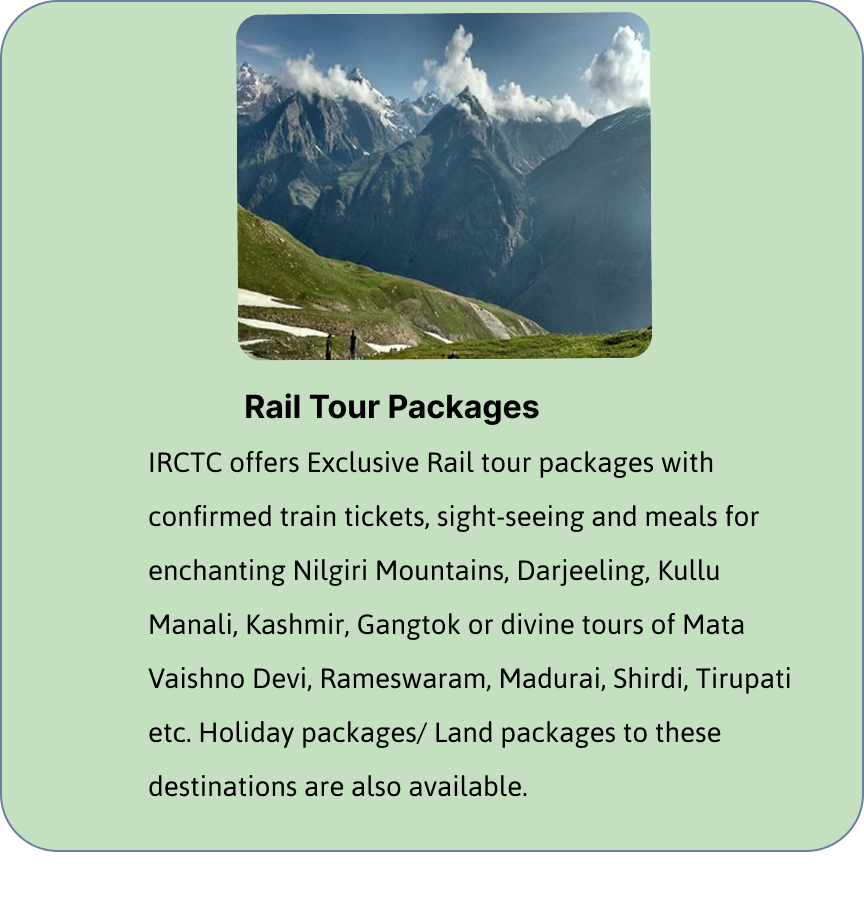 Rail Tour Packages
IRCTC offers Exclusive Rail tour packages with
confirmed train tickets, sight-seeing and meals for
enchanting Nilgiri Mountains, Darjeeling, Kullu
Manali, Kashmir, Gangtok or divine tours of Mata
Vaishno Devi, Rameswaram, Madurai, Shirdi, Tirupati
etc. Holiday packages/ Land packages to these
destinations are also available.